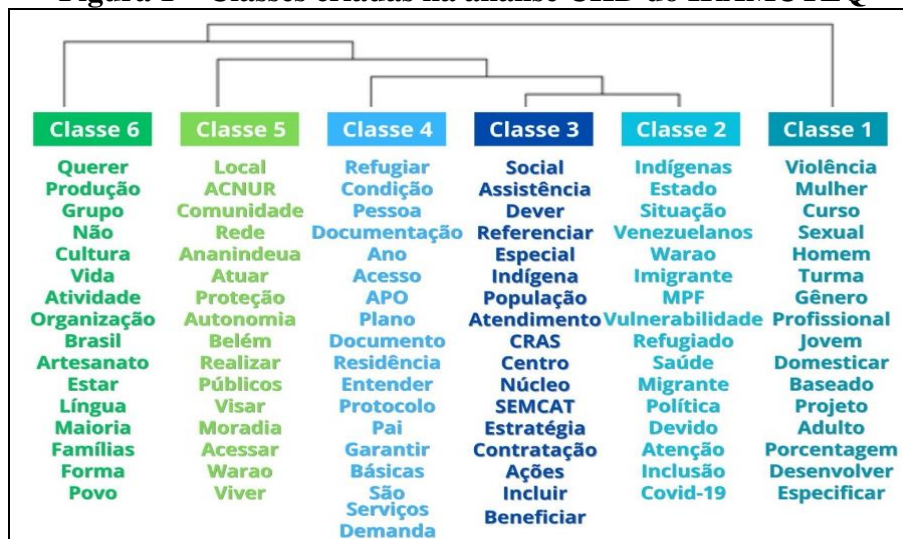 Figura 1 – Classes criadas na análise CHD do IRAMUTEQ
Classe 6
Querer
Produção
Grupo
Não
Cultura
Vida
Atividade
Organização
Brasil
Artesanato
Estar
Língua
Maioria
Famílias
Forma
Povo
Classe 5
Local
ACNUR
Comunidade
Rede
Ananindeua
Atuar
Proteção
Autonomia
Belém
Realizar
Públicos
Visar
Moradia
Acessar
Warao
Viver
Classe 4
Refugiar
Condição
Pessoa
Documentação
Ano
Acesso
APO
Plano
Documento
Residência
Entender
Protocolo
Pai
Garantir
Básicas
São
Serviços
Demanda
Classe 3
Social
Assistência
Dever
Referenciar
Especial
Indígena
População
Atendimento
CRAS
Centro
Núcleo
SEMCAT
Estratégia
Contratação
Ações
Incluir
Beneficiar
Classe 2
Indígenas
Estado
Situação
Venezuelanos
Warao
Imigrante
MPF
Vulnerabilidade
Refugiado
Saúde
Migrante
Política
Devido
Atenção
Inclusão
Covid-19
Classe 1
Violência
Mulher
Curso
Sexual
Homem
Turma
Gênero
Profissional
Jovem
Domesticar
Baseado
Projeto
Adulto
Porcentagem
Desenvolver
Especificar